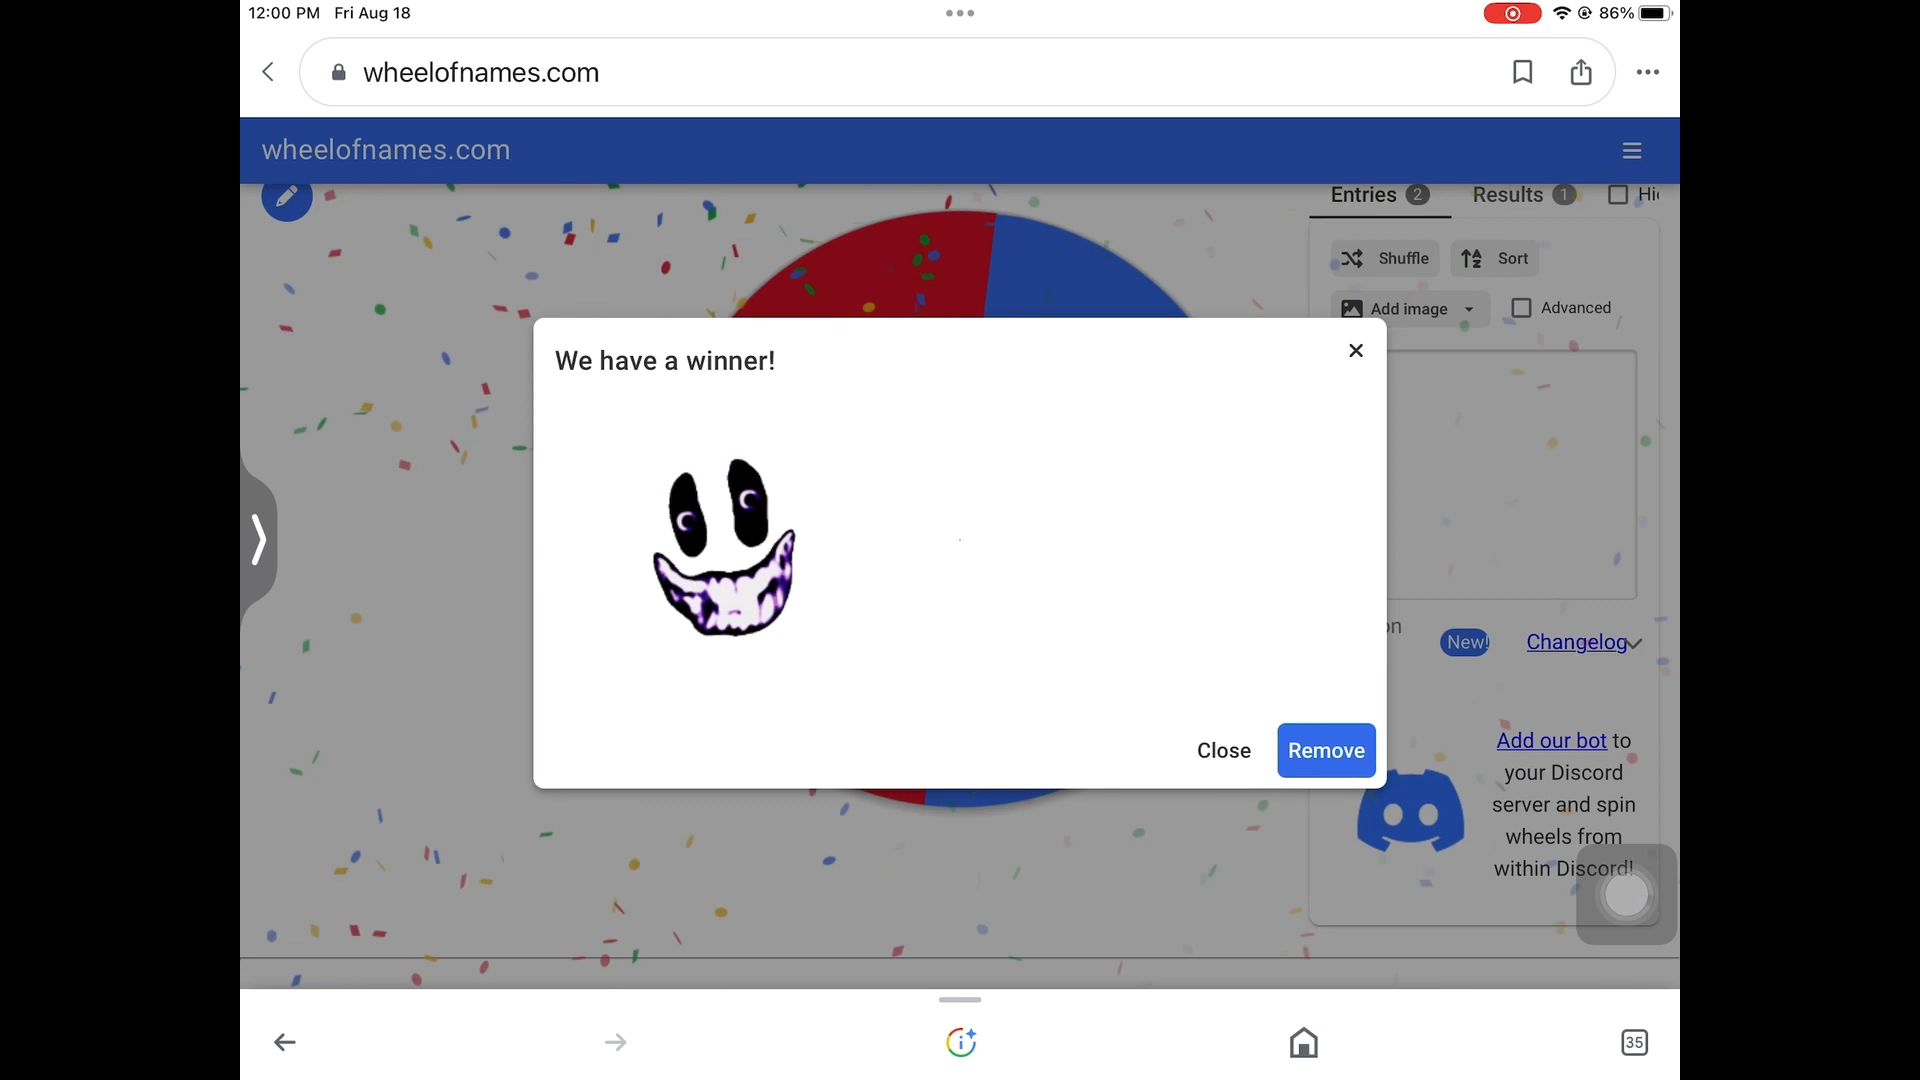 12:00 PM Fri Aug 18
86%
wheelofnames.com
wheelofnames.com
Entries 2 Results 1 Hi
Shuffle Sort
Add image Advanced
We have a winner!
on
New! Changelog
Close Remove
Add our bot to
your Discord
server and spin
wheels from
within Discord!
35